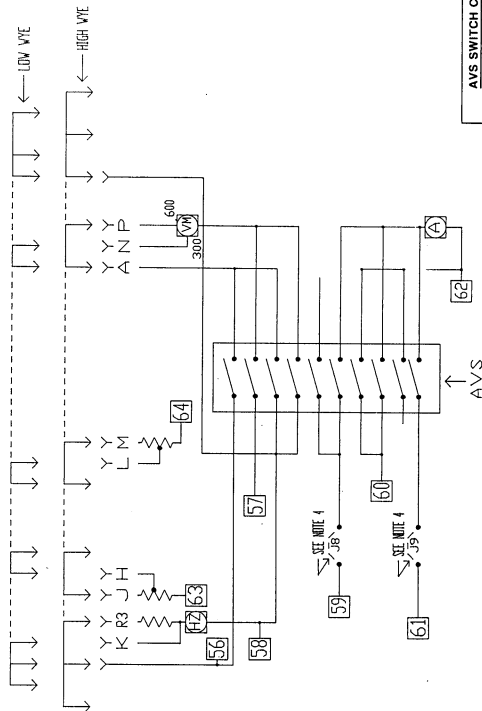 LOW WYE
HIGH WYE
K
R3
J
H
L
M
A
N
P
300
600
VM
HZ
63
64
56
58
57
SEE NOTE 4
J8
59
60
SEE NOTE 4
J9
61
A
62
AVS
AVS SWITCH C